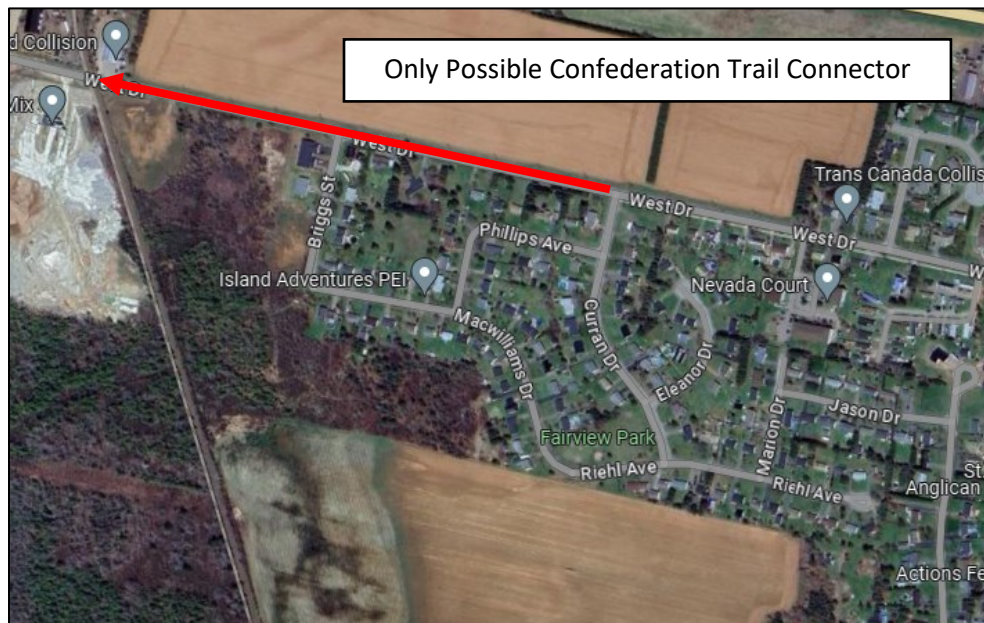 d Collision
Only Possible Confederation Trail Connector
West Dr
Mix
West Dr
Trans Canada Collis
West Dr
Briggs St
Phillips Ave
West Dr
W
Island Adventures PEI
Nevada Court
Curran Dr
Macwilliams Dr
Eleanor Dr
Jason Dr
Marion Dr
Fairview Park
Riehl Ave
St.
Riehl Ave
Anglican
Actions Fe